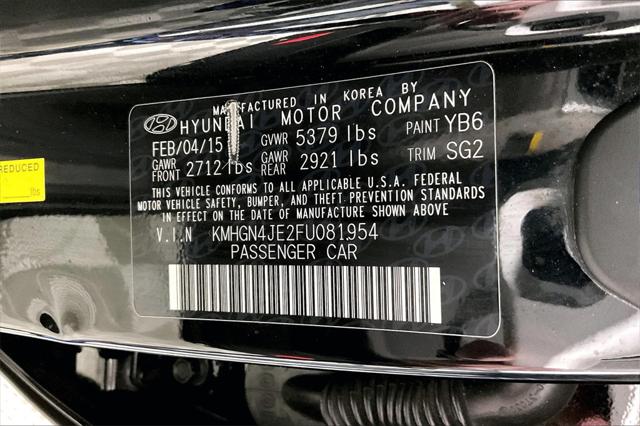 MANUFACTURED IN KOREA BY
HYUNDAI MOTOR COMPANY
FEB/04/15 GVWR 5379 lbs PAINT YB6
GAWR FRONT 2712 lbs GAWR REAR 2921 lbs TRIM SG2
THIS VEHICLE CONFORMS TO ALL APPLICABLE U.S.A. FEDERAL
MOTOR VEHICLE SAFETY, BUMPER, AND THEFT PREVENTION STANDARDS
IN EFFECT ON THE DATE OF MANUFACTURE SHOWN ABOVE.
V.I.N KMHGN4JE2FU081954
PASSENGER CAR
REDUCED
lbs